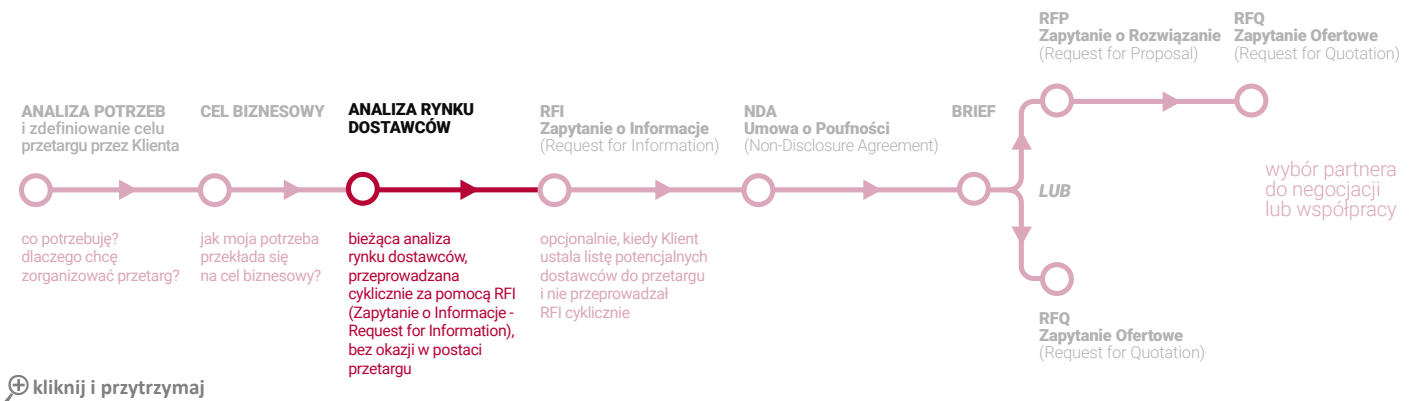 RFP
Zapytanie o Rozwiązanie
(Request for Proposal)
RFQ
Zapytanie Ofertowe
(Request for Quotation)
ANALIZA POTRZEB
i zdefiniowanie celu
przetargu przez Klienta
CEL BIZNESOWY
ANALIZA RYNKU
DOSTAWCÓW
RFI
Zapytanie o Informacje
(Request for Information)
NDA
Umowa o Poufności
(Non-Disclosure Agreement)
BRIEF
LUB
wybór partnera
do negocjacji
lub współpracy
co potrzebuję?
dlaczego chcę
zorganizować przetarg?
jak moja potrzeba
przekłada się
na cel biznesowy?
bieżąca analiza
rynku dostawców,
przeprowadzana
cyklicznie za pomocą RFI
(Zapytanie o Informacje -
Request for Information),
bez okazji w postaci
przetargu
opcjonalnie, kiedy Klient
ustala listę potencjalnych
dostawców do przetargu
i nie przeprowadzał
RFI cyklicznie
RFQ
Zapytanie Ofertowe
(Request for Quotation)
kliknij i przytrzymaj